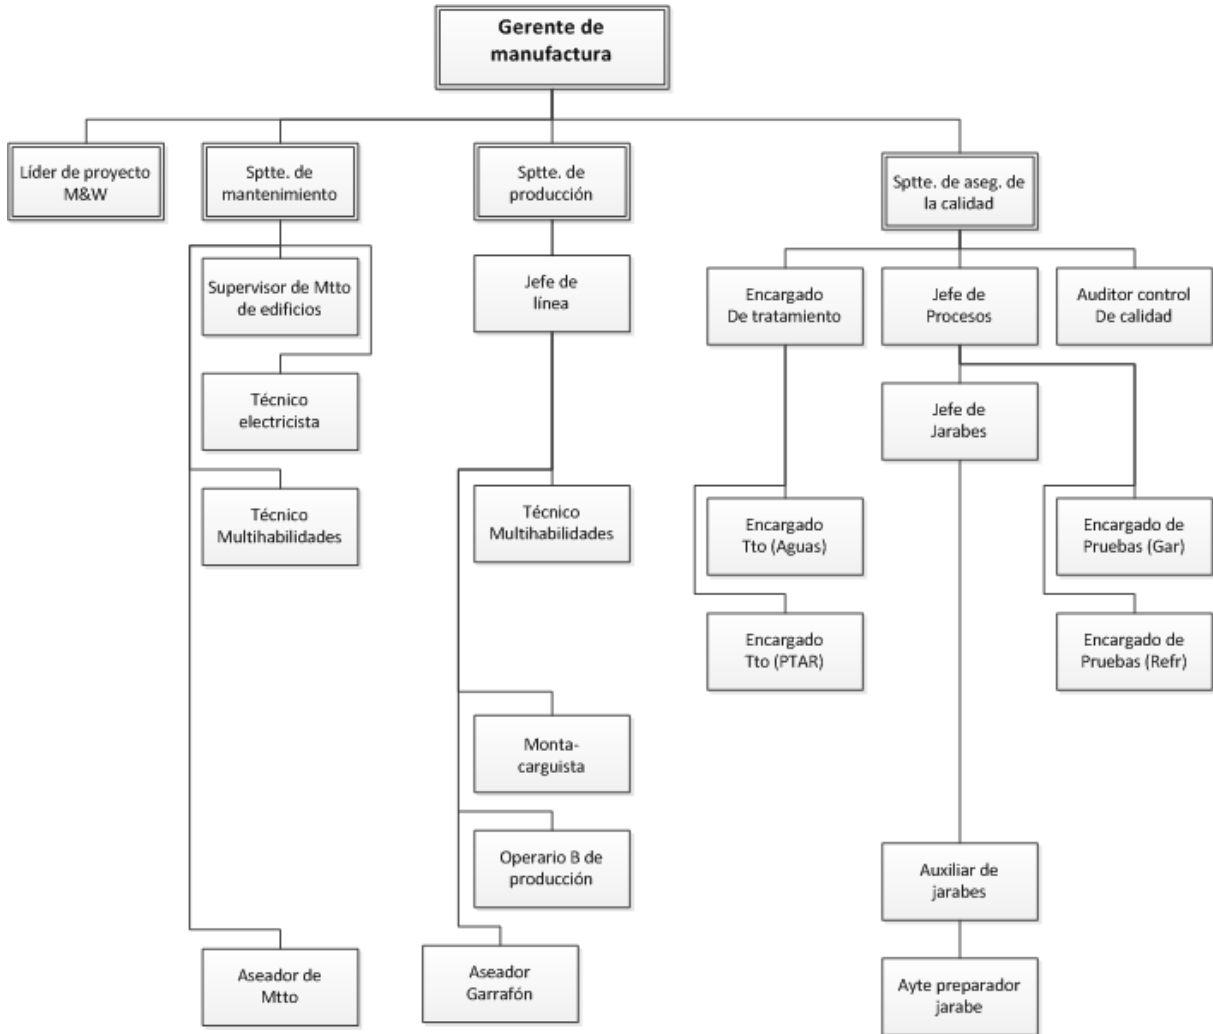 Gerente de
manufactura
Líder de proyecto
M&W
Sptte. de
mantenimiento
Sptte. de
producción
Sptte. de aseg. de
la calidad
Supervisor de Mtto
de edificios
Jefe de
línea
Encargado
De tratamiento
Jefe de
Procesos
Auditor control
De calidad
Técnico
electricista
Jefe de
Jarabes
Técnico
Multihabilidades
Técnico
Multihabilidades
Encargado
Tto (Aguas)
Encargado de
Pruebas (Gar)
Encargado
Tto (PTAR)
Encargado de
Pruebas (Refr)
Monta-
carguista
Operario B de
producción
Auxiliar de
jarabes
Aseador de
Mtto
Aseador
Garrafón
Ayte preparador
jarabe